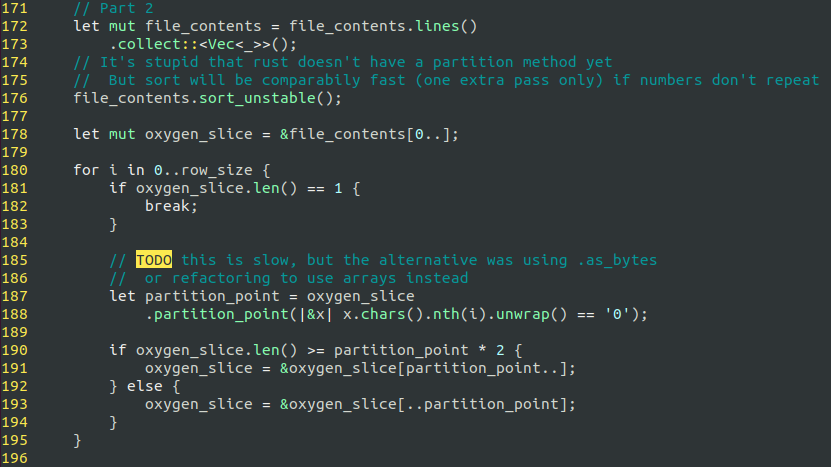 171     // Part 2
172     let mut file_contents = file_contents.lines()
173         .collect::<Vec<_>>();
174     // It's stupid that rust doesn't have a partition method yet
175     //  But sort will be comparabily fast (one extra pass only) if numbers don't repeat
176     file_contents.sort_unstable();
177
178     let mut oxygen_slice = &file_contents[0..];
179
180     for i in 0..row_size {
181         if oxygen_slice.len() == 1 {
182             break;
183         }
184
185         // TODO this is slow, but the alternative was using .as_bytes
186         //  or refactoring to use arrays instead
187         let partition_point = oxygen_slice
188             .partition_point(|&x| x.chars().nth(i).unwrap() == '0');
189
190         if oxygen_slice.len() >= partition_point * 2 {
191             oxygen_slice = &oxygen_slice[partition_point..];
192         } else {
193             oxygen_slice = &oxygen_slice[..partition_point];
194         }
195     }
196